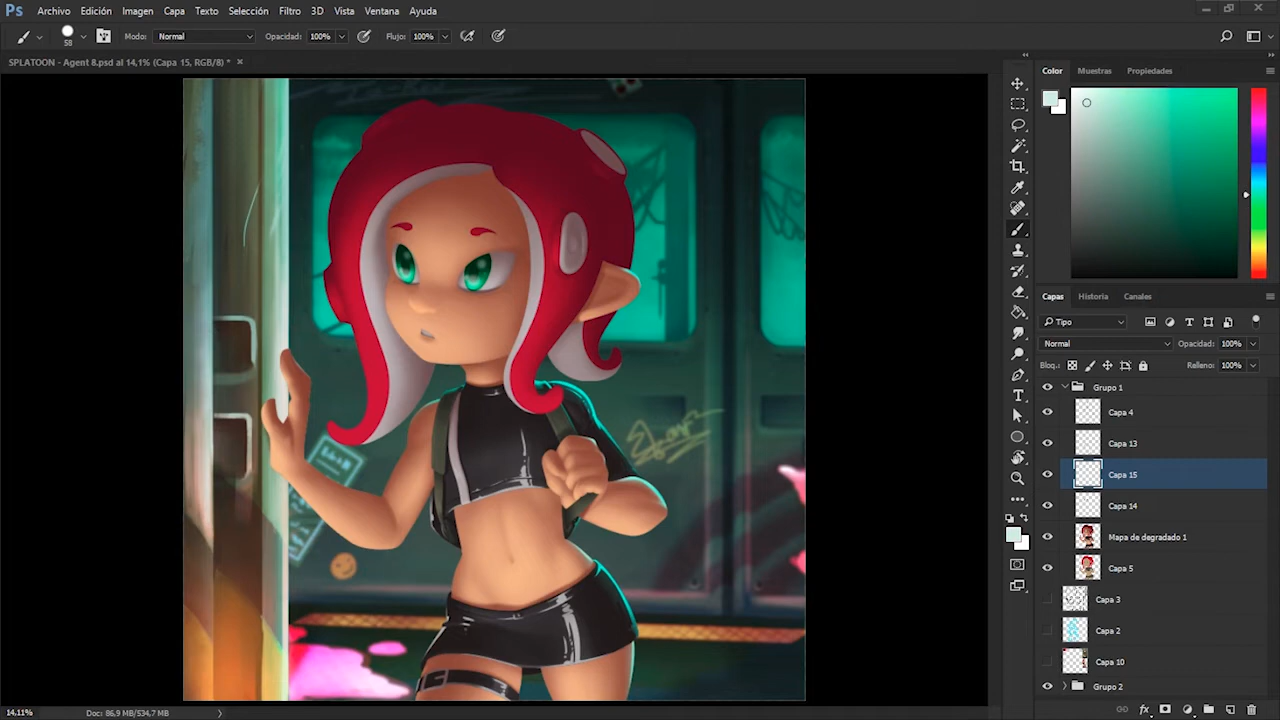 Ps Archivo Edición Imagen Capa Texto Selección Filtro 3D Vista Ventana Ayuda
58 Modo: Normal Opacidad: 100% Flujo: 100%
SPLATOON - Agent 8.psd al 14,1% (Capa 15, RGB/8) * ×
Color Muestras Propiedades
Capas Historia Canales
Tipo
Normal Opacidad: 100%
Bloq.: Relleno: 100%
Grupo 1
Capa 4
Capa 13
Capa 15
Capa 14
Mapa de degradado 1
Capa 5
Capa 3
Capa 2
Capa 10
Grupo 2
14,11% Doc: 86,9 MB/534,7 MB